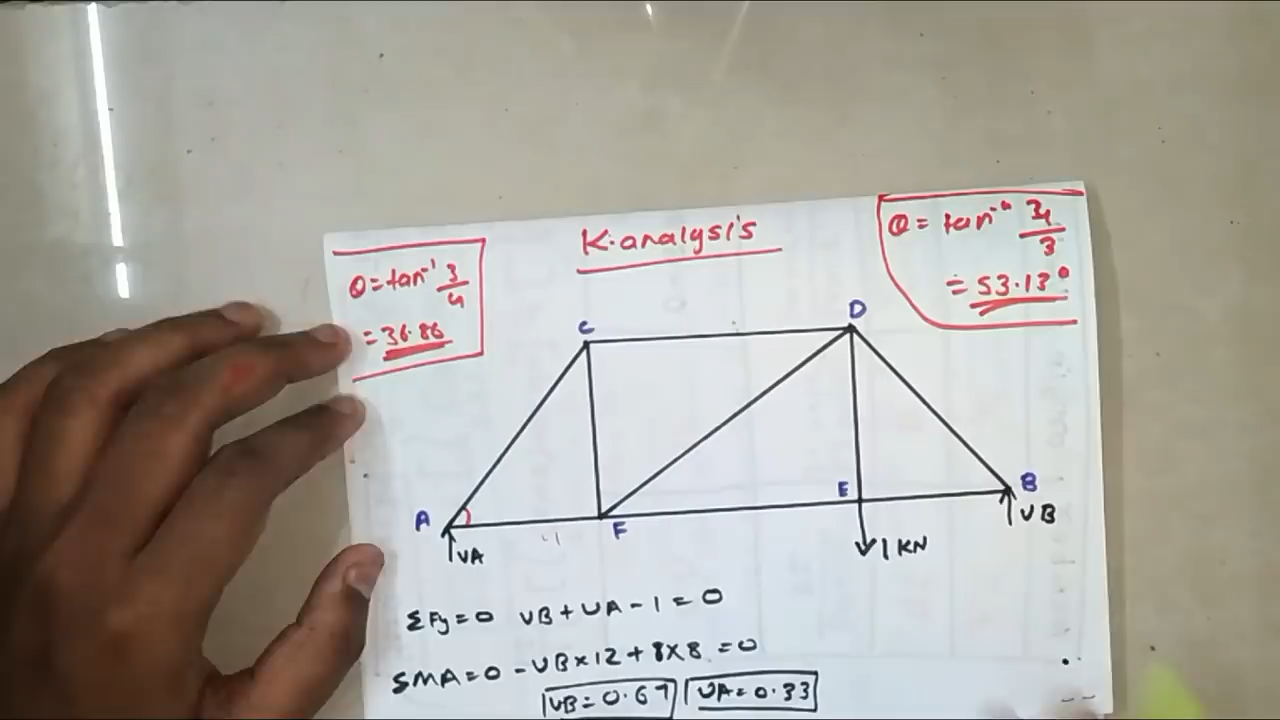 K.analysis
θ = tan⁻¹ 3/4
= 36.86
θ = tan⁻¹ 4/3
= 53.13°
C
D
A
F
E
B
VA
VB
1 KN
ΣFy = 0 VB + VA - 1 = 0
ΣMA = 0 - VB × 12 + 8 × 8 = 0
VB = 0.67 VA = 0.33